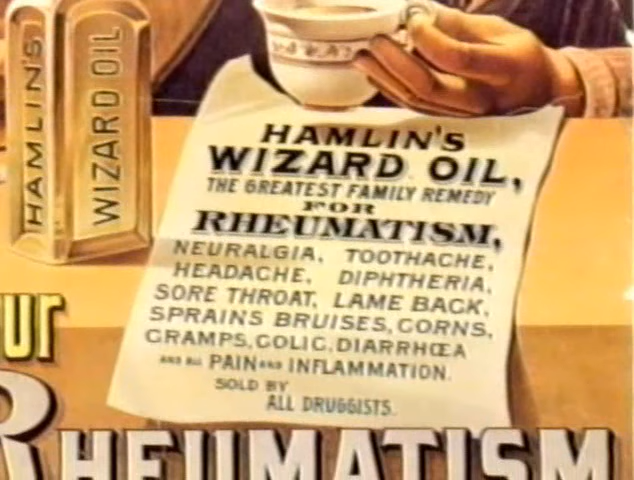 HAMLIN'S
WIZARD OIL
HAMLIN'S
WIZARD OIL,
THE GREATEST FAMILY REMEDY
FOR
RHEUMATISM,
NEURALGIA, TOOTHACHE,
HEADACHE, DIPHTHERIA,
SORE THROAT, LAME BACK,
SPRAINS BRUISES, CORNS,
CRAMPS, COLIC, DIARRHŒA
AND ALL PAIN AND INFLAMMATION.
SOLD BY
ALL DRUGGISTS.
ur
RHEUMATISM